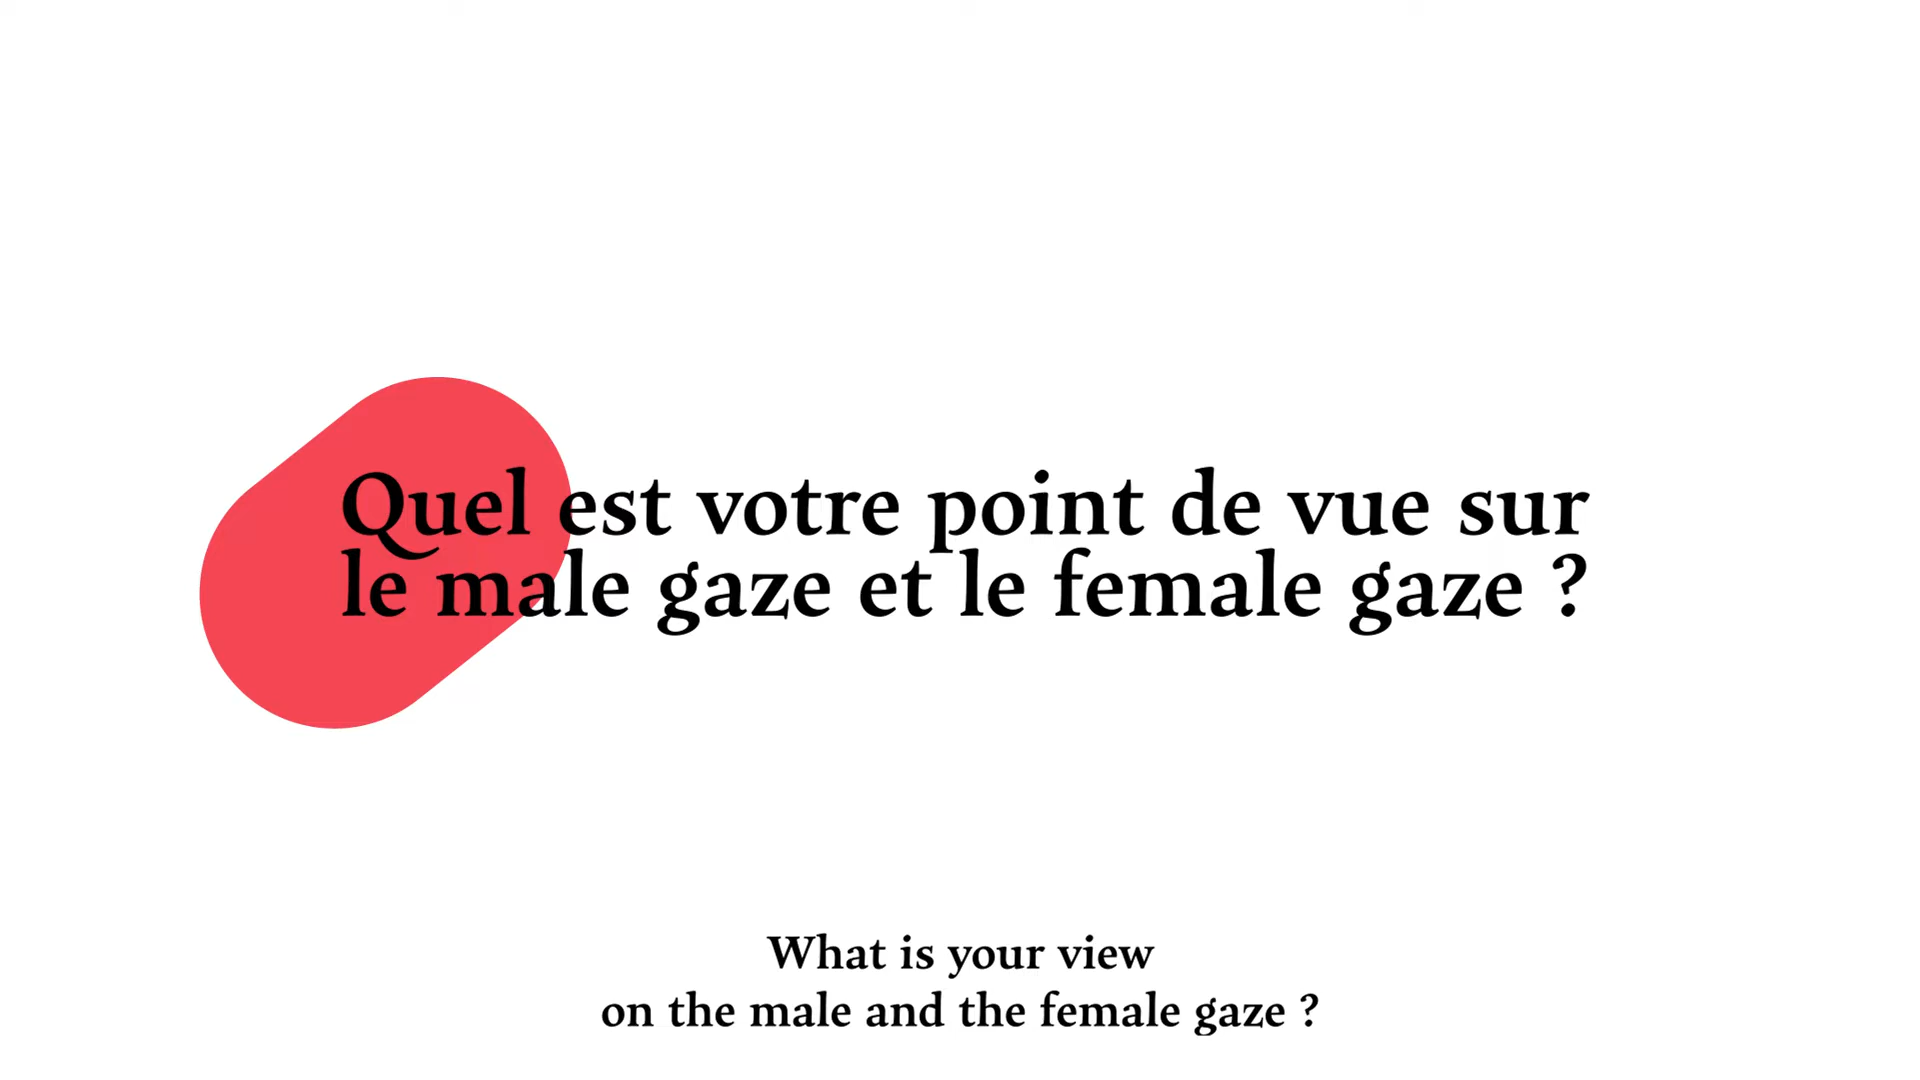 Quel est votre point de vue sur
le male gaze et le female gaze ?
What is your view
on the male and the female gaze ?